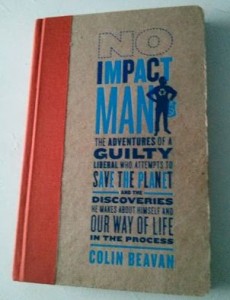 NO
IMPACT
MAN
THE ADVENTURES OF A
GUILTY
LIBERAL WHO ATTEMPTS TO
SAVE THE PLANET
AND THE
DISCOVERIES
HE MAKES ABOUT HIMSELF AND
OUR WAY OF LIFE
IN THE PROCESS
COLIN BEAVAN